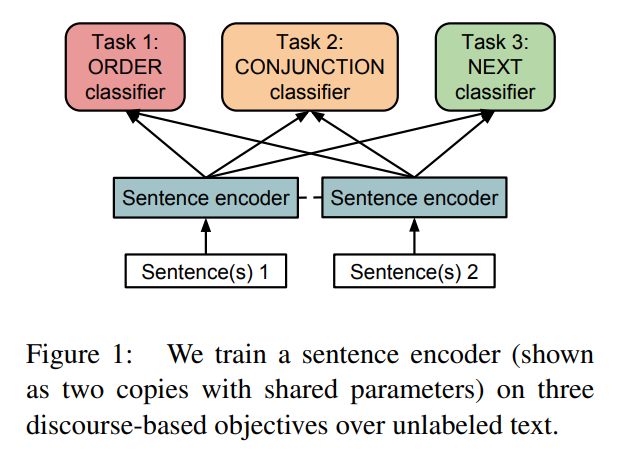 Task 1:
ORDER
classifier
Task 2:
CONJUNCTION
classifier
Task 3:
NEXT
classifier
Sentence encoder
Sentence encoder
Sentence(s) 1
Sentence(s) 2
Figure 1: We train a sentence encoder (shown
as two copies with shared parameters) on three
discourse-based objectives over unlabeled text.